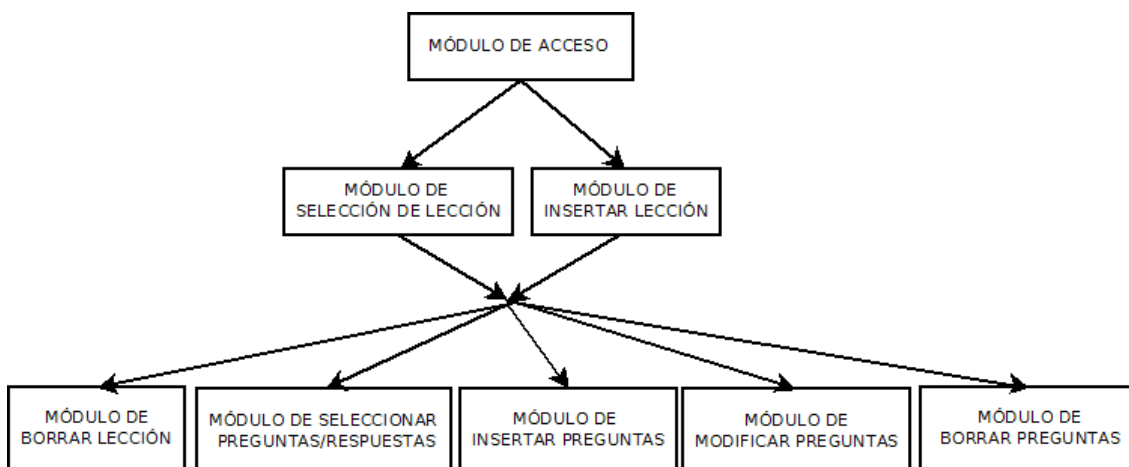 MÓDULO DE ACCESO
MÓDULO DE
SELECCIÓN DE LECCIÓN
MÓDULO DE
INSERTAR LECCIÓN
MÓDULO DE
BORRAR LECCIÓN
MÓDULO DE SELECCIONAR
PREGUNTAS/RESPUESTAS
MÓDULO DE
INSERTAR PREGUNTAS
MÓDULO DE
MODIFICAR PREGUNTAS
MÓDULO DE
BORRAR PREGUNTAS